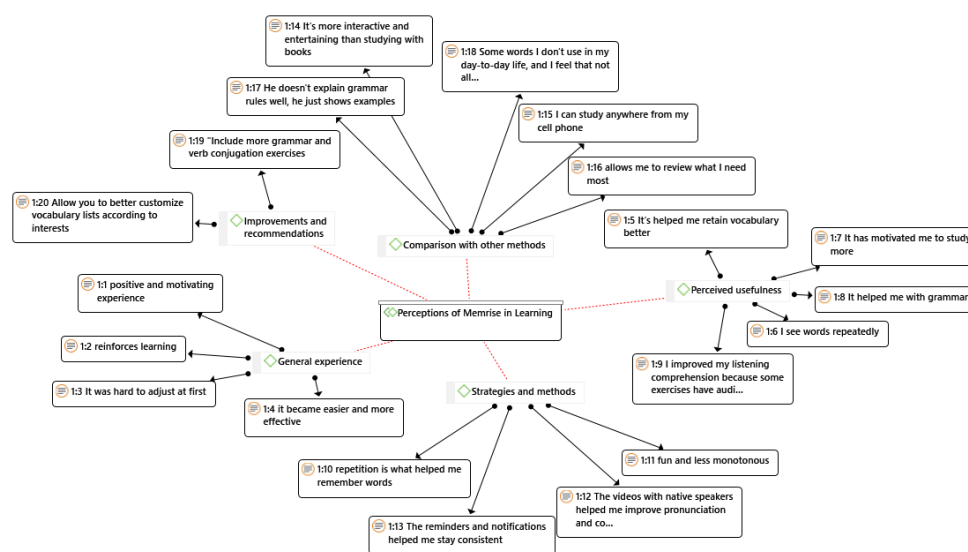 1:14 It's more interactive and
entertaining than studying with
books
1:18 Some words I don't use in my
day-to-day life, and I feel that not
all...
1:17 He doesn't explain grammar
rules well, he just shows examples
1:15 I can study anywhere from my
cell phone
1:19 "Include more grammar and
verb conjugation exercises
1:16 allows me to review what I need
most
1:20 Allow you to better customize
vocabulary lists according to
interests
Improvements and
recommendations
Comparison with other methods
1:5 It's helped me retain vocabulary
better
1:7 It has motivated me to study
more
1:1 positive and motivating
experience
Perceived usefulness
1:8 It helped me with grammar
Perceptions of Memrise in Learning
1:6 I see words repeatedly
1:2 reinforces learning
General experience
1:9 I improved my listening
comprehension because some
exercises have audi...
1:3 It was hard to adjust at first
Strategies and methods
1:4 it became easier and more
effective
1:11 fun and less monotonous
1:10 repetition is what helped me
remember words
1:12 The videos with native speakers
helped me improve pronunciation
and co...
1:13 The reminders and notifications
helped me stay consistent